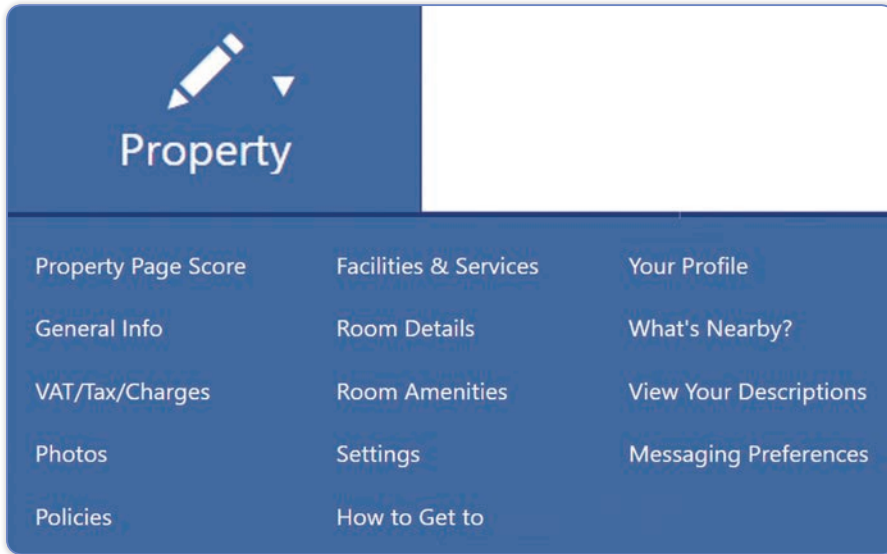 Property
Property Page Score
General Info
VAT/Tax/Charges
Photos
Policies
Facilities & Services
Room Details
Room Amenities
Settings
How to Get to
Your Profile
What's Nearby?
View Your Descriptions
Messaging Preferences